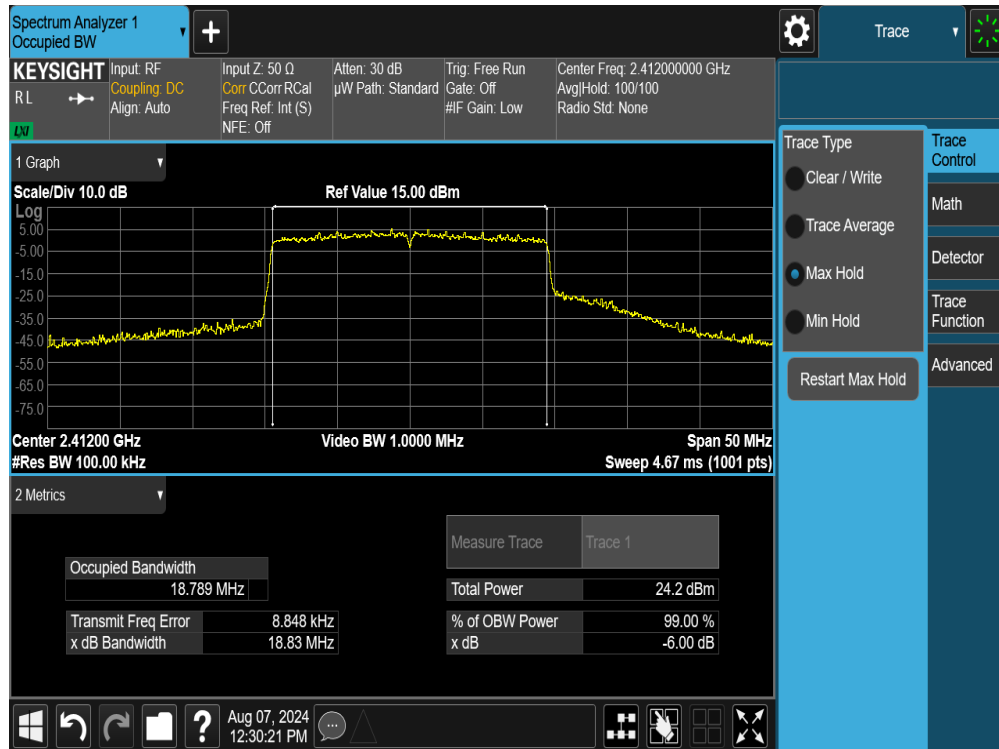 Spectrum Analyzer 1
Occupied BW
+
Trace
KEYSIGHT
RL
LXI
Input: RF
Coupling: DC
Align: Auto
Input Z: 50 Ω
Corr CCorr RCal
Freq Ref: Int (S)
NFE: Off
Atten: 30 dB
µW Path: Standard
Trig: Free Run
Gate: Off
#IF Gain: Low
Center Freq: 2.412000000 GHz
Avg|Hold: 100/100
Radio Std: None
1 Graph
Scale/Div 10.0 dB
Ref Value 15.00 dBm
Log
5.00
-5.00
-15.0
-25.0
-35.0
-45.0
-55.0
-65.0
-75.0
Center 2.41200 GHz
Video BW 1.0000 MHz
Span 50 MHz
#Res BW 100.00 kHz
Sweep 4.67 ms (1001 pts)
2 Metrics
Measure Trace Trace 1
Occupied Bandwidth
18.789 MHz
Total Power 24.2 dBm
Transmit Freq Error 8.848 kHz
% of OBW Power 99.00 %
x dB Bandwidth 18.83 MHz
x dB -6.00 dB
Trace Type
Clear / Write
Trace Average
Max Hold
Min Hold
Restart Max Hold
Trace
Control
Math
Detector
Trace
Function
Advanced
?
Aug 07, 2024
12:30:21 PM